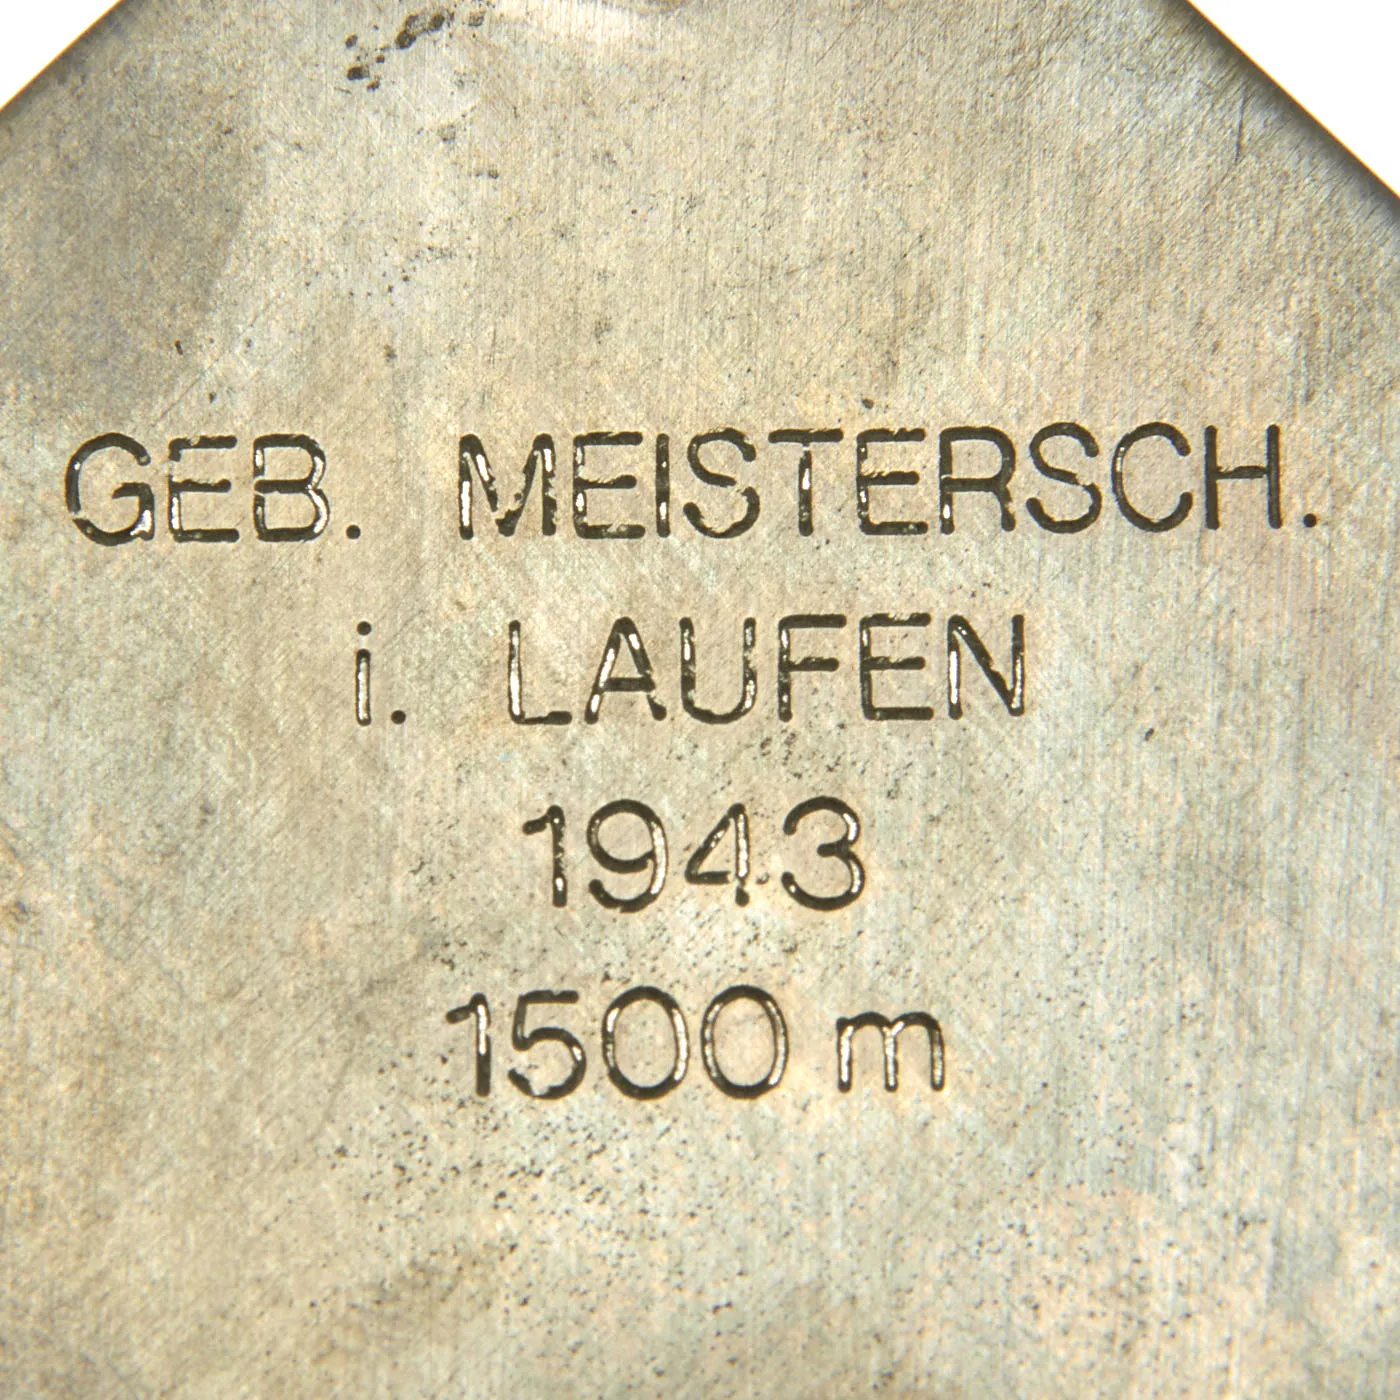 GEB. MEISTERSCH.
i. LAUFEN
1943
1500 m